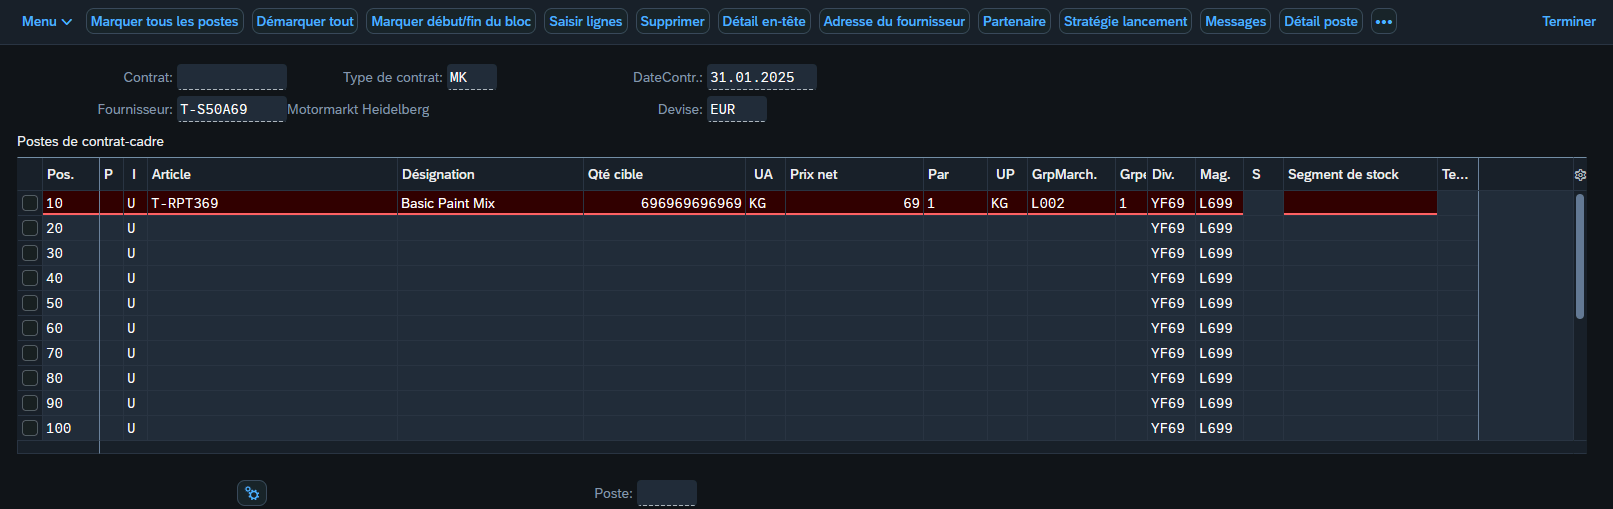 Menu Marquer tous les postes Démarquer tout Marquer début/fin du bloc Saisir lignes Supprimer Détail en-tête Adresse du fournisseur Partenaire Stratégie lancement Messages Détail poste ••• Terminer
Contrat: Type de contrat: MK DateContr.: 31.01.2025
Fournisseur: T-S50A69 Motormarkt Heidelberg Devise: EUR
Postes de contrat-cadre
Pos. P I Article Désignation Qté cible UA Prix net Par UP GrpMarch. Grpe Div. Mag. S Segment de stock Te...
10 U T-RPT369 Basic Paint Mix 696969696969 KG 69 1 KG L002 1 YF69 L699
20 U YF69 L699
30 U YF69 L699
40 U YF69 L699
50 U YF69 L699
60 U YF69 L699
70 U YF69 L699
80 U YF69 L699
90 U YF69 L699
100 U YF69 L699
Poste: